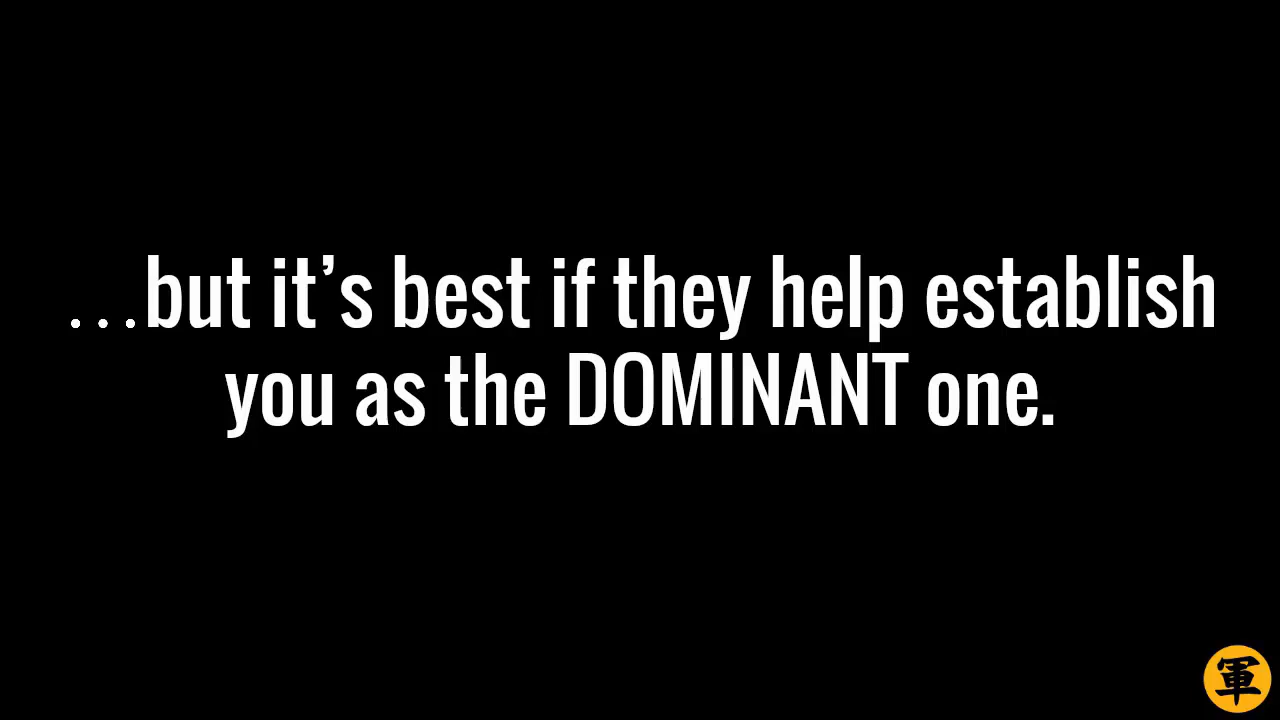 …but it’s best if they help establish
you as the DOMINANT one.
軍